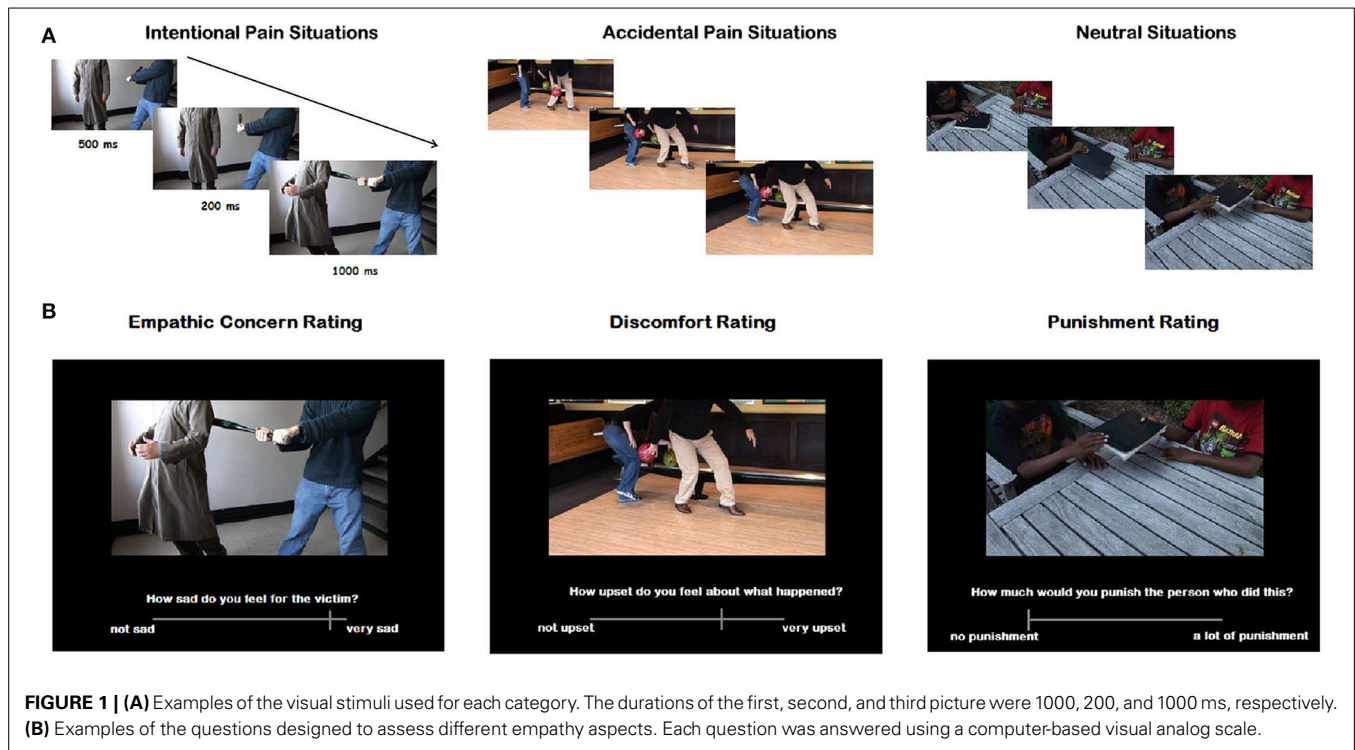 A
Intentional Pain Situations
Accidental Pain Situations
Neutral Situations
500 ms
200 ms
1000 ms
B
Empathic Concern Rating
Discomfort Rating
Punishment Rating
How sad do you feel for the victim?
not sad
very sad
How upset do you feel about what happened?
not upset
very upset
How much would you punish the person who did this?
no punishment
a lot of punishment
FIGURE 1 | (A) Examples of the visual stimuli used for each category. The durations of the first, second, and third picture were 1000, 200, and 1000 ms, respectively.
(B) Examples of the questions designed to assess different empathy aspects. Each question was answered using a computer-based visual analog scale.